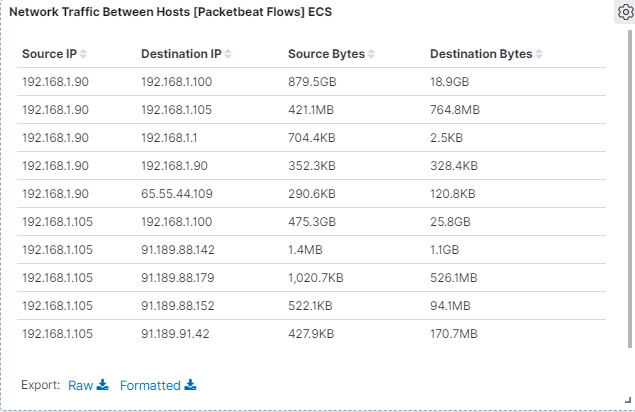 Network Traffic Between Hosts [Packetbeat Flows] ECS
Source IP Destination IP Source Bytes Destination Bytes
192.168.1.90 192.168.1.100 879.5GB 18.9GB
192.168.1.90 192.168.1.105 421.1MB 764.8MB
192.168.1.90 192.168.1.1 704.4KB 2.5KB
192.168.1.90 192.168.1.90 352.3KB 328.4KB
192.168.1.90 65.55.44.109 290.6KB 120.8KB
192.168.1.105 192.168.1.100 475.3GB 25.8GB
192.168.1.105 91.189.88.142 1.4MB 1.1GB
192.168.1.105 91.189.88.179 1,020.7KB 526.1MB
192.168.1.105 91.189.88.152 522.1KB 94.1MB
192.168.1.105 91.189.91.42 427.9KB 170.7MB
Export: Raw Formatted